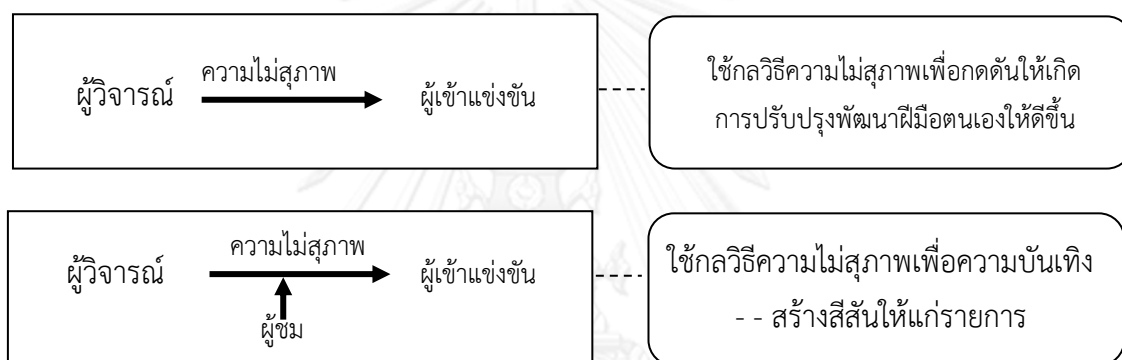 ความไม่สุภาพ
ผู้วิจารณ์
ผู้เข้าแข่งขัน
ใช้กลวิธีความไม่สุภาพเพื่อกดดันให้เกิด
การปรับปรุงพัฒนาฝีมือตนเองให้ดีขึ้น
ความไม่สุภาพ
ผู้วิจารณ์
ผู้เข้าแข่งขัน
ผู้ชม
ใช้กลวิธีความไม่สุภาพเพื่อความบันเทิง
- - สร้างสีสันให้แก่รายการ